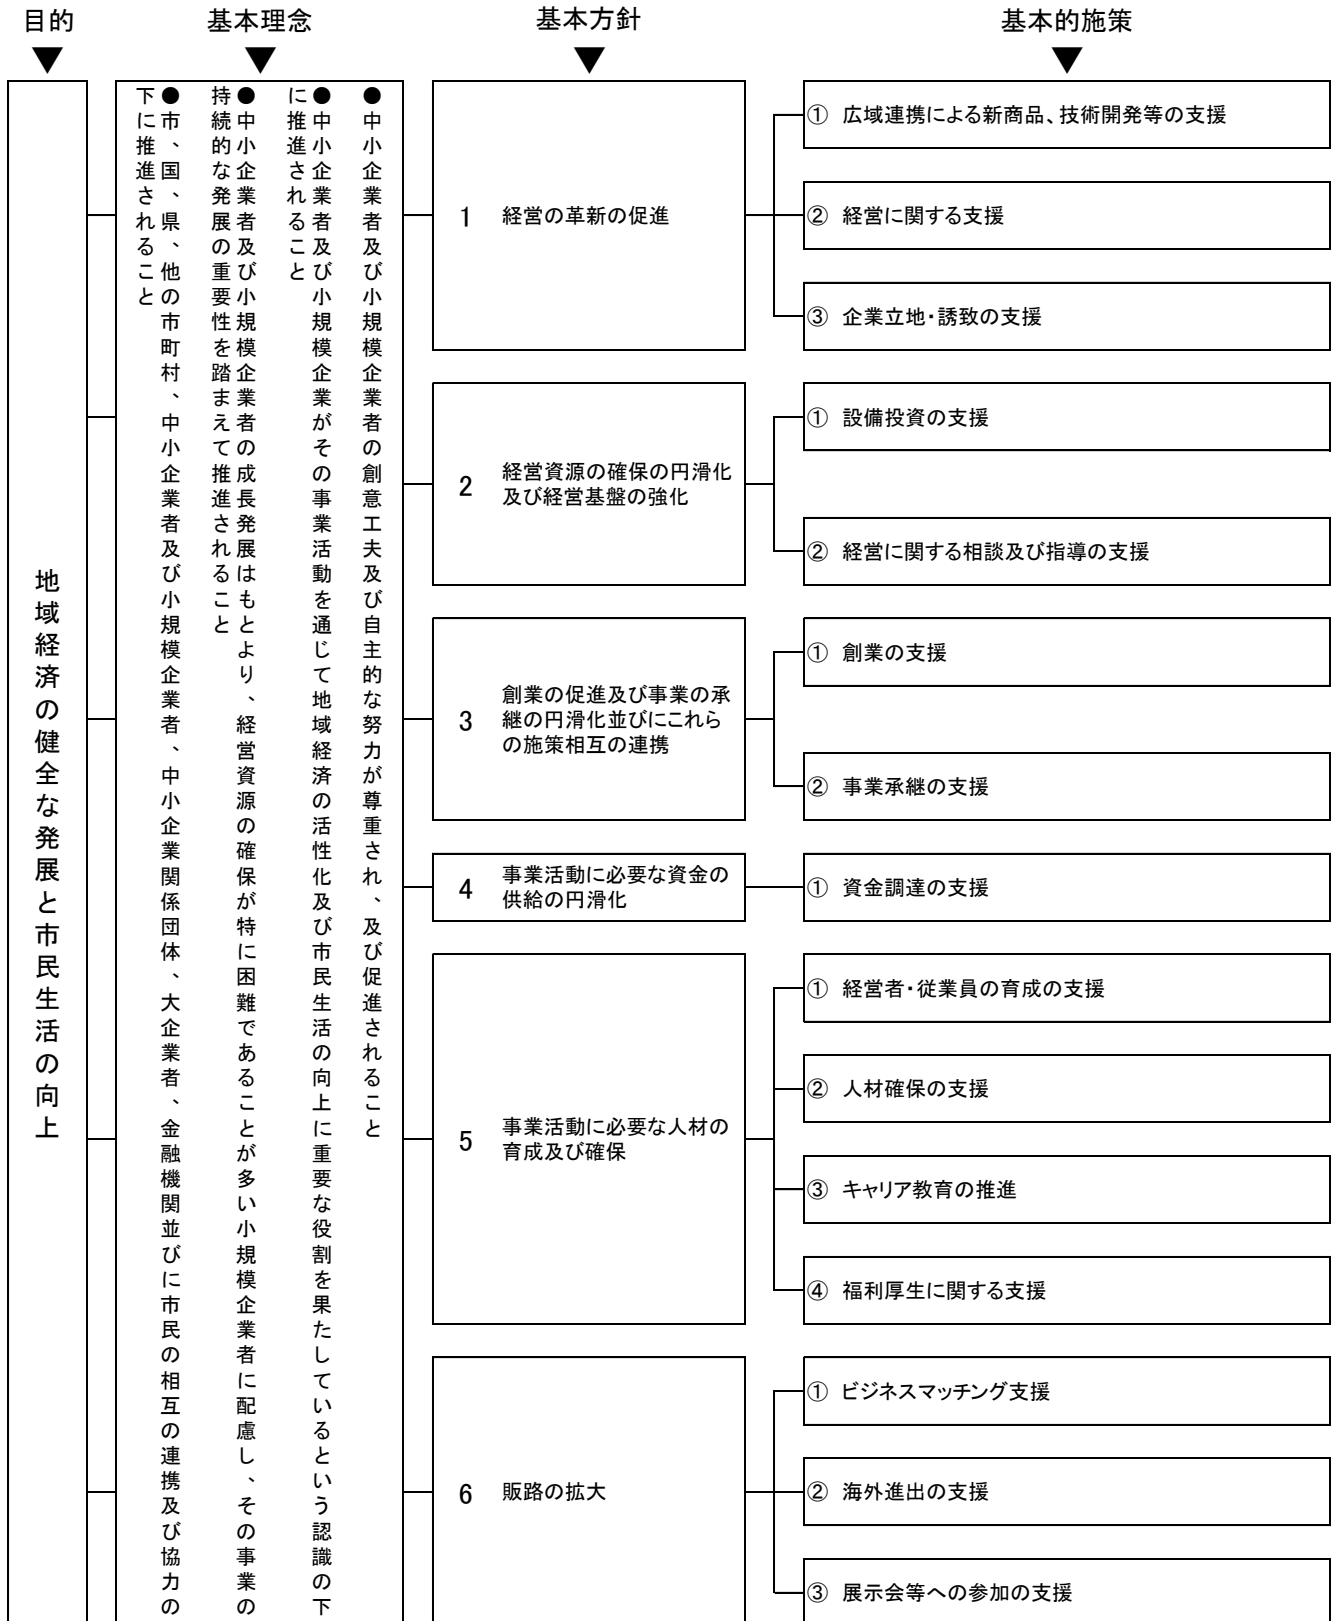 目的
基本理念
基本方針
基本的施策
▼
▼
▼
▼
地域経済の健全な発展と市民生活の向上
●中小企業者及び小規模企業者の創意工夫及び自主的な努力が尊重され、及び促進されること
●中小企業者及び小規模企業がその事業活動を通じて地域経済の活性化及び市民生活の向上に重要な役割を果たしているという認識の下
に推進されること
●中小企業者及び小規模企業者の成長発展はもとより、経営資源の確保が特に困難であることが多い小規模企業者に配慮し、その事業の
持続的な発展の重要性を踏まえて推進されること
●市、国、県、他の市町村、中小企業者及び小規模企業者、中小企業関係団体、大企業者、金融機関並びに市民の相互の連携及び協力の
下に推進されること
1 経営の革新の促進
① 広域連携による新商品、技術開発等の支援
② 経営に関する支援
③ 企業立地・誘致の支援
2 経営資源の確保の円滑化
及び経営基盤の強化
① 設備投資の支援
② 経営に関する相談及び指導の支援
3 創業の促進及び事業の承
継の円滑化並びにこれら
の施策相互の連携
① 創業の支援
② 事業承継の支援
4 事業活動に必要な資金の
供給の円滑化
① 資金調達の支援
5 事業活動に必要な人材の
育成及び確保
① 経営者・従業員の育成の支援
② 人材確保の支援
③ キャリア教育の推進
④ 福利厚生に関する支援
6 販路の拡大
① ビジネスマッチング支援
② 海外進出の支援
③ 展示会等への参加の支援